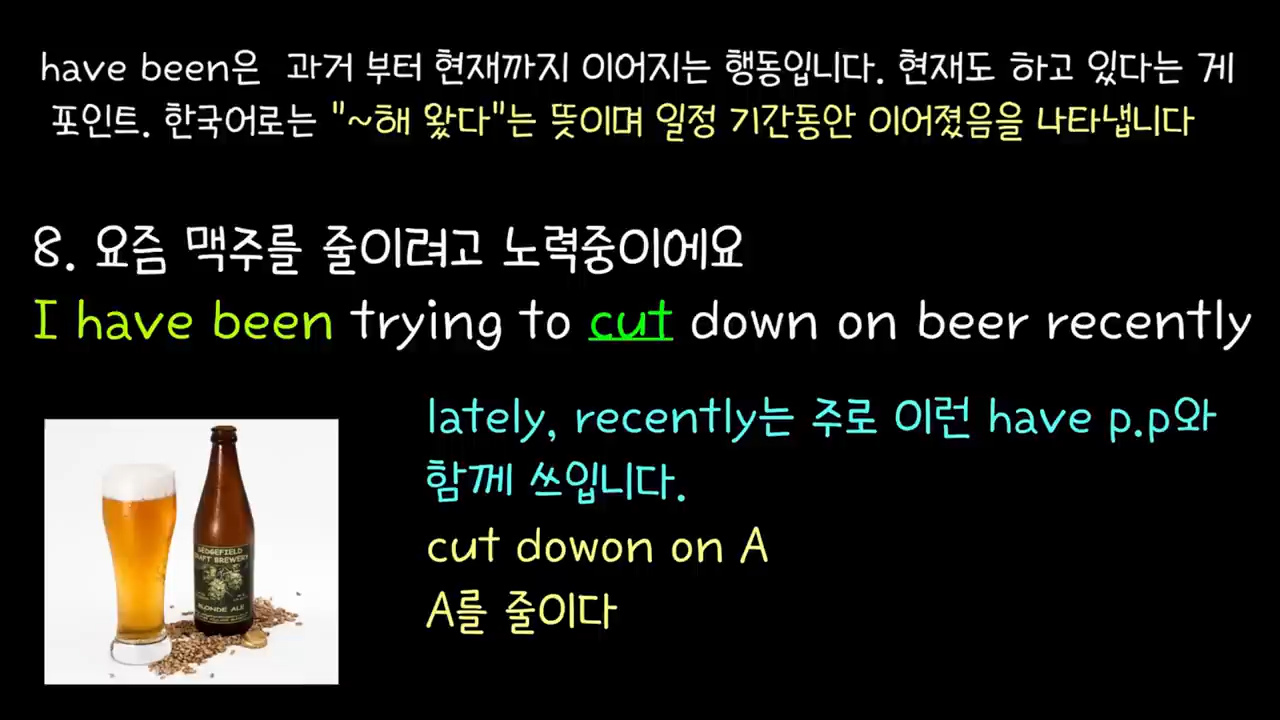 have been은 과거 부터 현재까지 이어지는 행동입니다. 현재도 하고 있다는 게
포인트. 한국어로는 "~해 왔다"는 뜻이며 일정 기간동안 이어졌음을 나타냅니다
8. 요즘 맥주를 줄이려고 노력중이에요
I have been trying to cut down on beer recently
lately, recently는 주로 이런 have p.p와
함께 쓰입니다.
cut dowon on A
A를 줄이다
BLONDE ALE